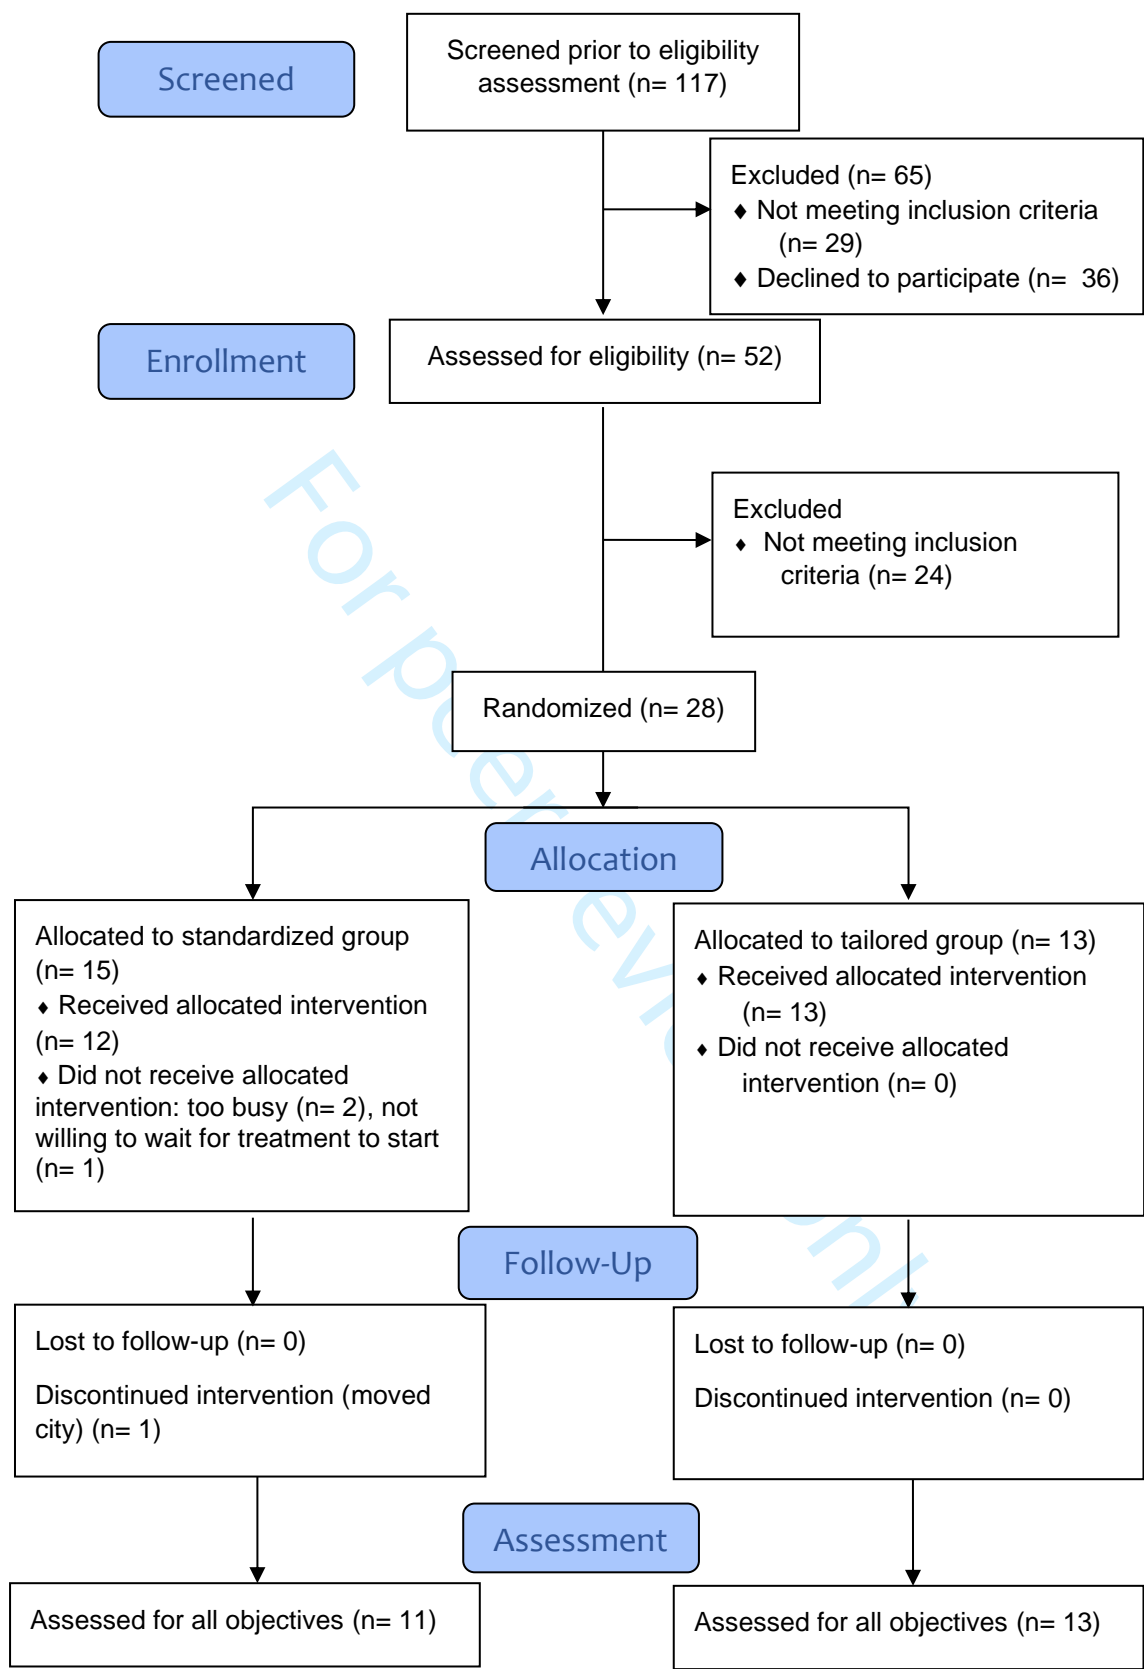 Screened
Screened prior to eligibility
assessment (n= 117)
Excluded (n= 65)
♦ Not meeting inclusion criteria
(n= 29)
♦ Declined to participate (n=  36)
Enrollment
Assessed for eligibility (n= 52)
Excluded
♦ Not meeting inclusion
criteria (n= 24)
Randomized (n= 28)
Allocation
Allocated to standardized group
(n= 15)
♦ Received allocated intervention
(n= 12)
♦ Did not receive allocated
intervention: too busy (n= 2), not
willing to wait for treatment to start
(n= 1)
Allocated to tailored group (n= 13)
♦ Received allocated intervention
(n= 13)
♦ Did not receive allocated
intervention (n= 0)
Follow-Up
Lost to follow-up (n= 0)
Discontinued intervention (moved
city) (n= 1)
Lost to follow-up (n= 0)
Discontinued intervention (n= 0)
Assessment
Assessed for all objectives (n= 11)
Assessed for all objectives (n= 13)
For peer review only